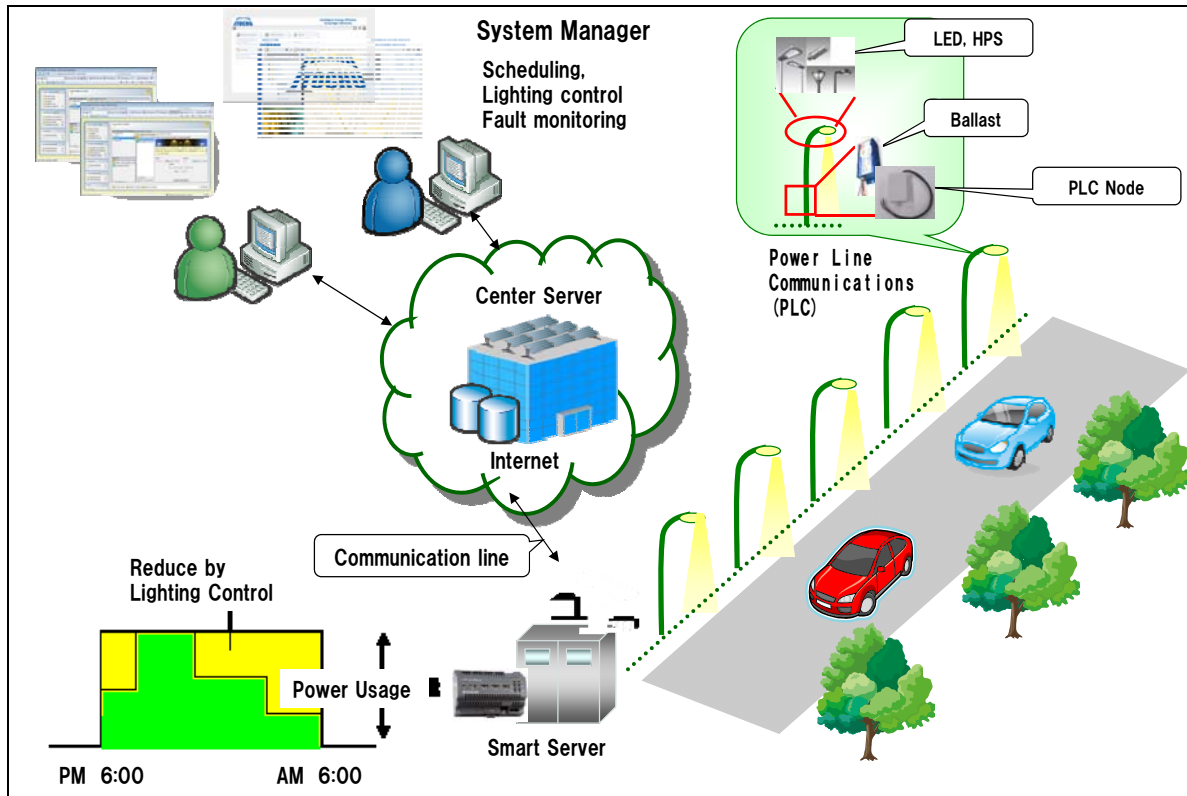 System Manager
Scheduling,
Lighting control
Fault monitoring
LED, HPS
Ballast
PLC Node
Power Line
Communications
(PLC)
Center Server
Internet
Communication line
Reduce by
Lighting Control
Power Usage
Smart Server
PM 6:00
AM 6:00